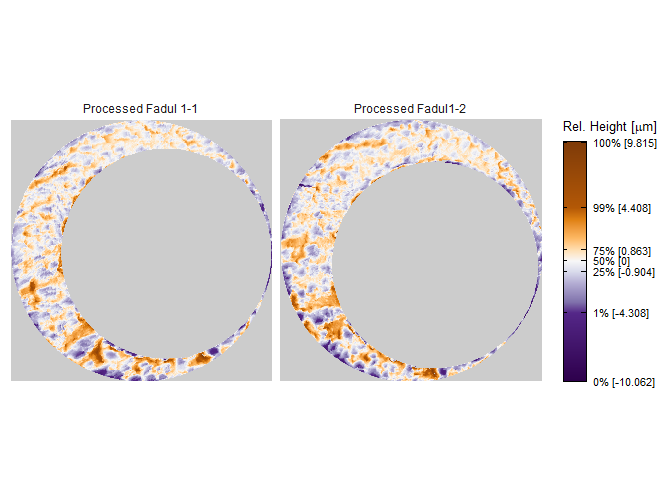 Processed Fadul 1-1
Processed Fadul1-2
Rel. Height [μm]
100% [9.815]
99% [4.408]
75% [0.863]
50% [0]
25% [-0.904]
1% [-4.308]
0% [-10.062]